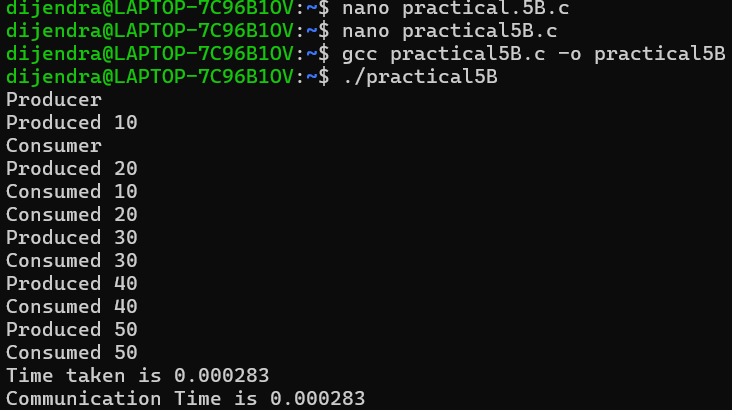 dijendra@LAPTOP-7C96B1OV:~$ nano practical.5B.c
dijendra@LAPTOP-7C96B1OV:~$ nano practical5B.c
dijendra@LAPTOP-7C96B1OV:~$ gcc practical5B.c -o practical5B
dijendra@LAPTOP-7C96B1OV:~$ ./practical5B
Producer
Produced 10
Consumer
Produced 20
Consumed 10
Consumed 20
Produced 30
Consumed 30
Produced 40
Consumed 40
Produced 50
Consumed 50
Time taken is 0.000283
Communication Time is 0.000283